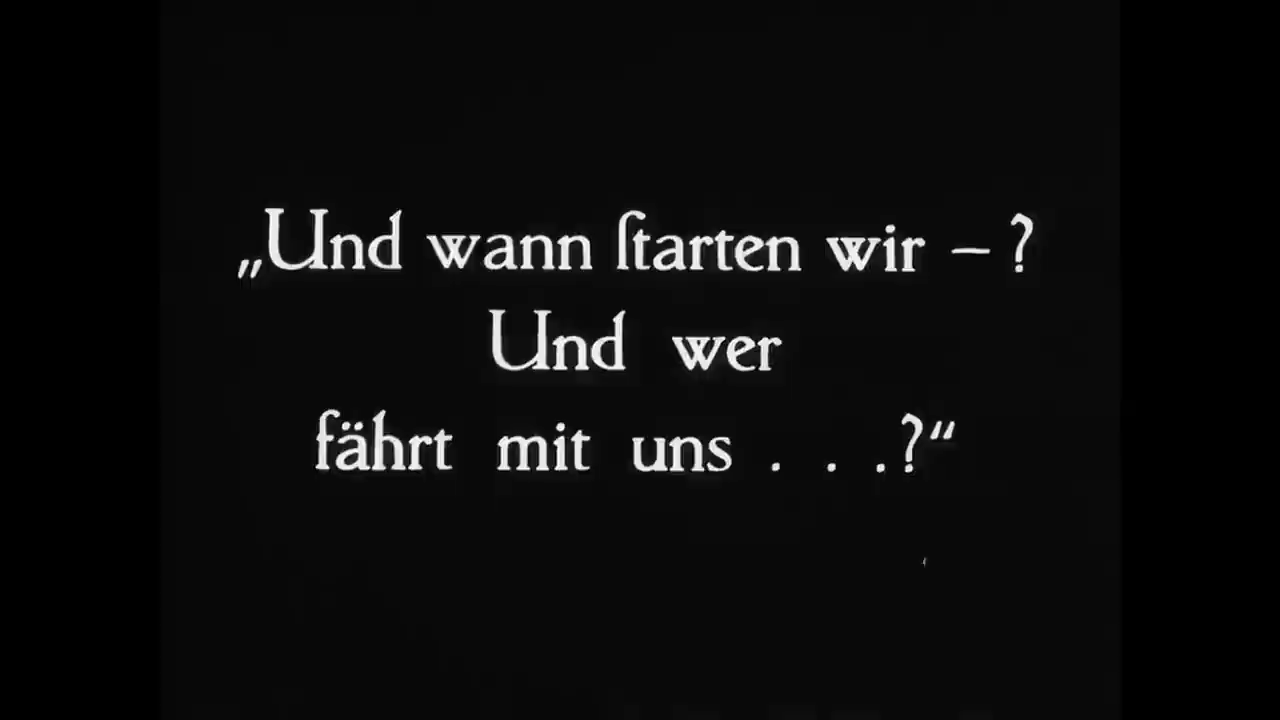 „Und wann ſtarten wir – ?
Und wer
fährt mit uns . . .?“